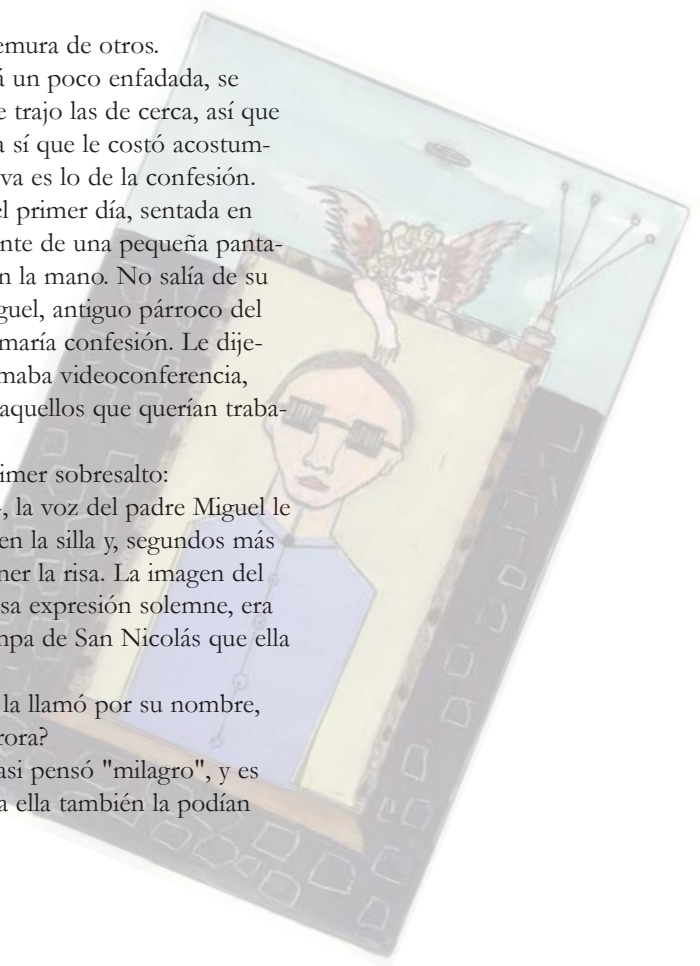 emura de otros.
á un poco enfadada, se
e trajo las de cerca, así que
a sí que le costó acostum-
va es lo de la confesión.
el primer día, sentada en
nte de una pequeña panta-
n la mano. No salía de su
guel, antiguo párroco del
maría confesión. Le dije-
maba videoconferencia,
aquellos que querían traba-
imer sobresalto:
-, la voz del padre Miguel le
en la silla y, segundos más
ner la risa. La imagen del
sa expresión solemne, era
mpa de San Nicolás que ella
la llamó por su nombre,
rora?
asi pensó "milagro", y es
a ella también la podían